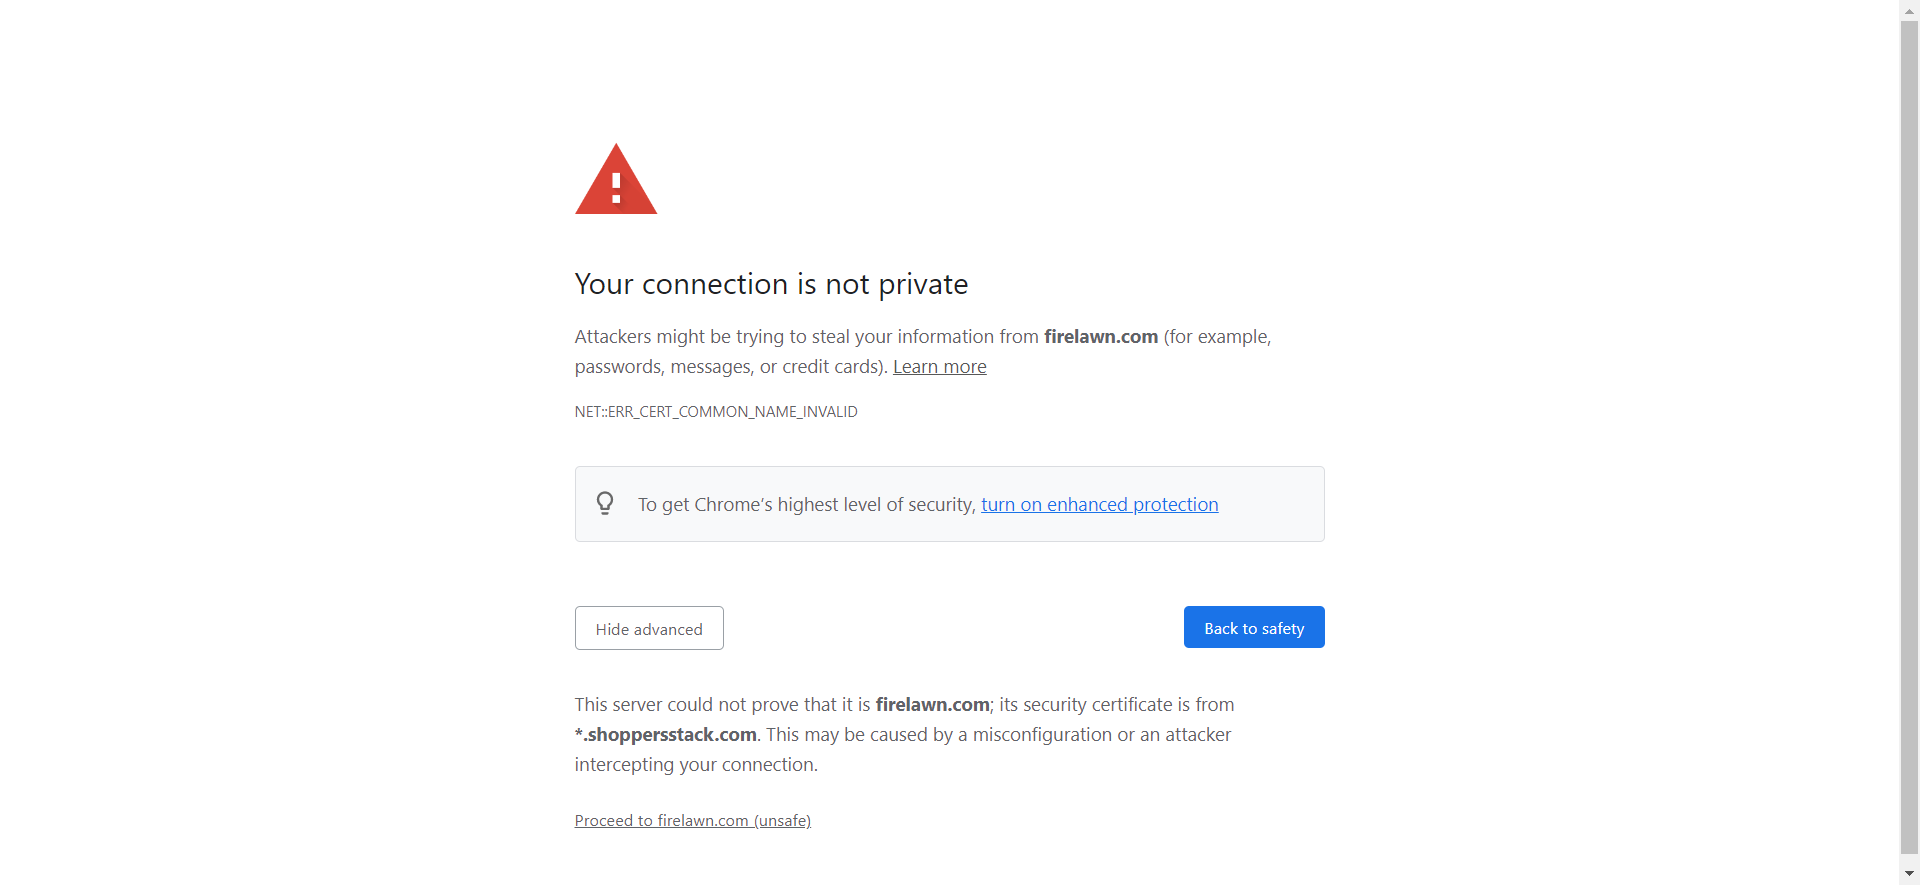 Your connection is not private
Attackers might be trying to steal your information from firelawn.com (for example,
passwords, messages, or credit cards). Learn more
NET::ERR_CERT_COMMON_NAME_INVALID
To get Chrome’s highest level of security, turn on enhanced protection
Hide advanced
Back to safety
This server could not prove that it is firelawn.com; its security certificate is from
*.shoppersstack.com. This may be caused by a misconfiguration or an attacker
intercepting your connection.
Proceed to firelawn.com (unsafe)